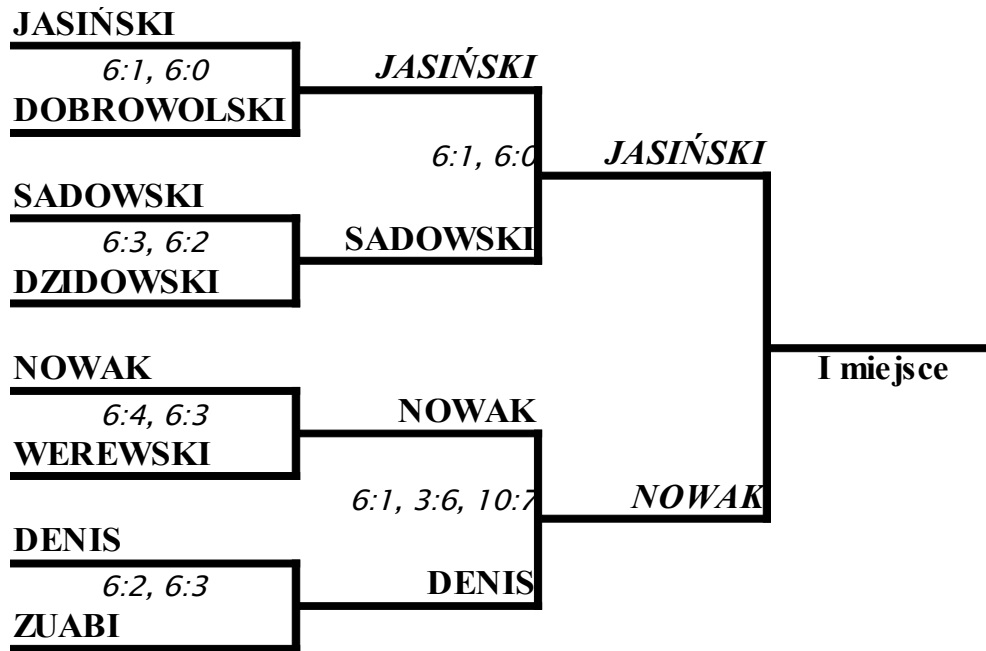 JASIŃSKI
6:1, 6:0
JASIŃSKI
DOBROWOLSKI
6:1, 6:0
JASIŃSKI
SADOWSKI
6:3, 6:2
SADOWSKI
DZIDOWSKI
NOWAK
I miejsce
6:4, 6:3
NOWAK
WEREWSKI
6:1, 3:6, 10:7
NOWAK
DENIS
6:2, 6:3
DENIS
ZUABI